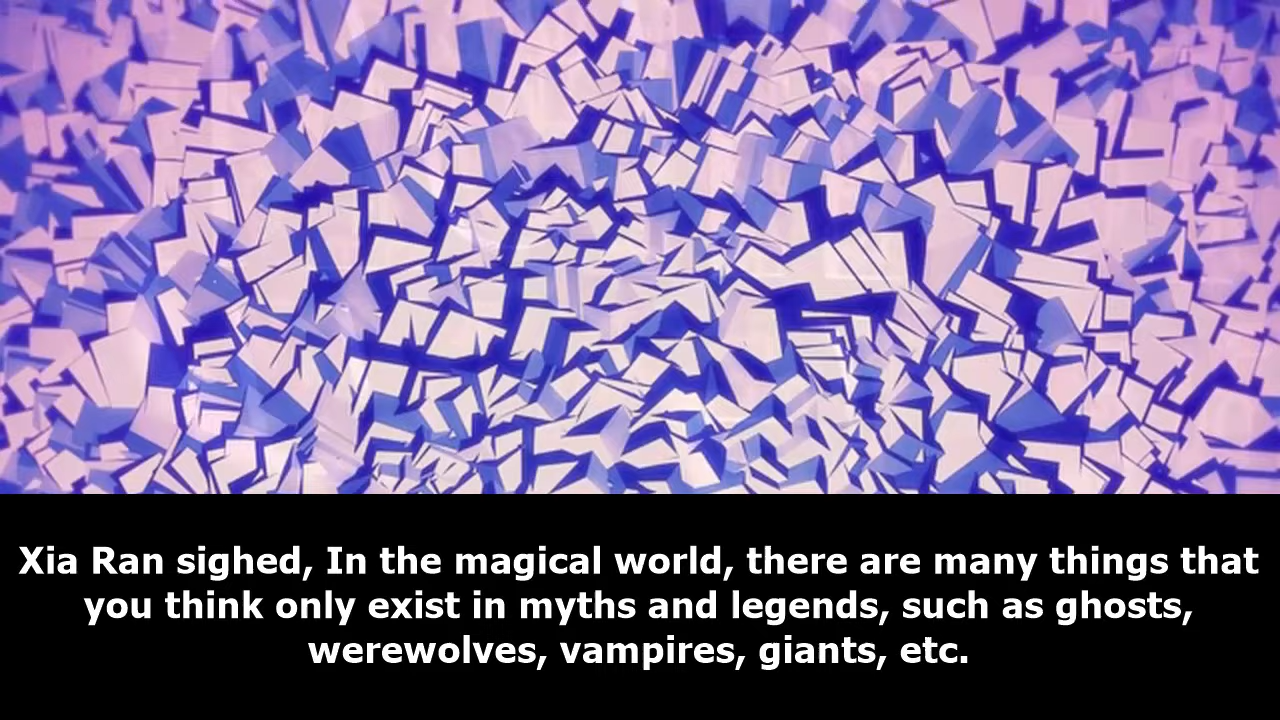 Xia Ran sighed, In the magical world, there are many things that
you think only exist in myths and legends, such as ghosts,
werewolves, vampires, giants, etc.